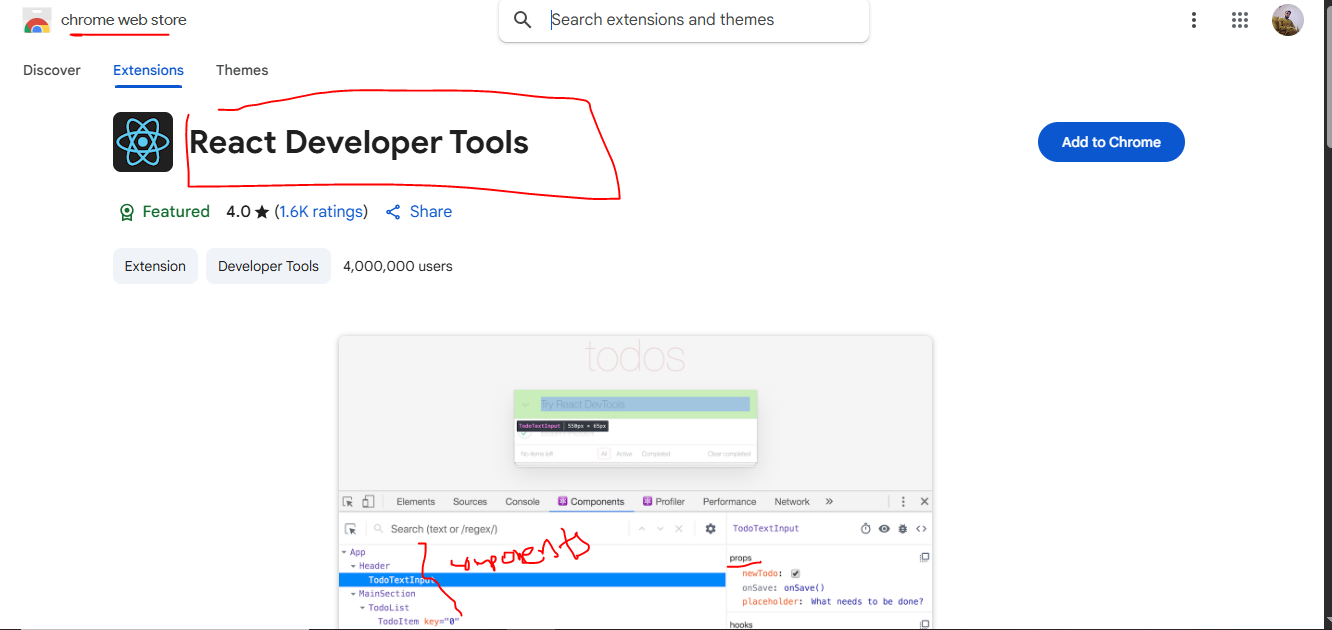 chrome web store
Search extensions and themes
Discover Extensions Themes
React Developer Tools
Add to Chrome
Featured 4.0 ★ (1.6K ratings) Share
Extension Developer Tools 4,000,000 users
todos
Try React DevTools
TodoTextInput | 550px × 65px
No items left All Active Completed Clear completed
Elements Sources Console Components Profiler Performance Network »
Search (text or /regex/)
TodoTextInput
components
App
Header
TodoTextInput
MainSection
TodoList
TodoItem key="0"
props
newTodo:
onSave: onSave()
placeholder: What needs to be done?
hooks